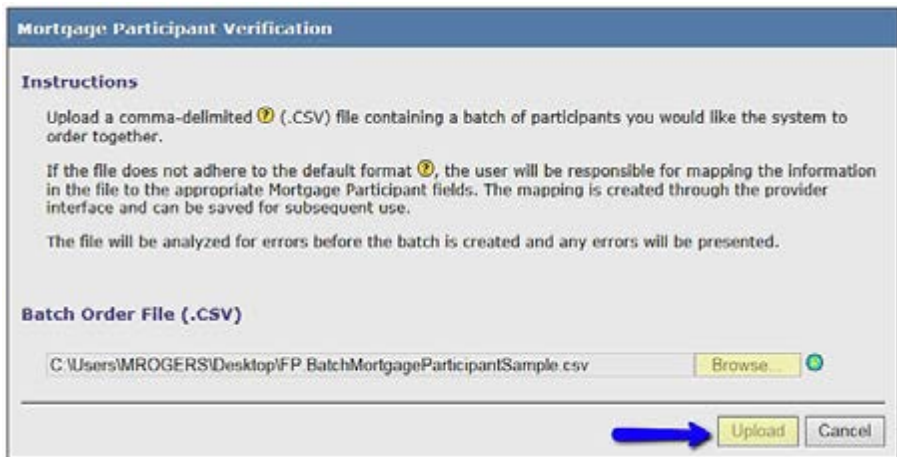 Mortgage Participant Verification
Instructions
Upload a comma-delimited ? (.CSV) file containing a batch of participants you would like the system to
order together.
If the file does not adhere to the default format ?, the user will be responsible for mapping the information
in the file to the appropriate Mortgage Participant fields. The mapping is created through the provider
interface and can be saved for subsequent use.
The file will be analyzed for errors before the batch is created and any errors will be presented.
Batch Order File (.CSV)
C:\Users\MROGERS\Desktop\FP.BatchMortgageParticipantSample.csv Browse...
Upload Cancel